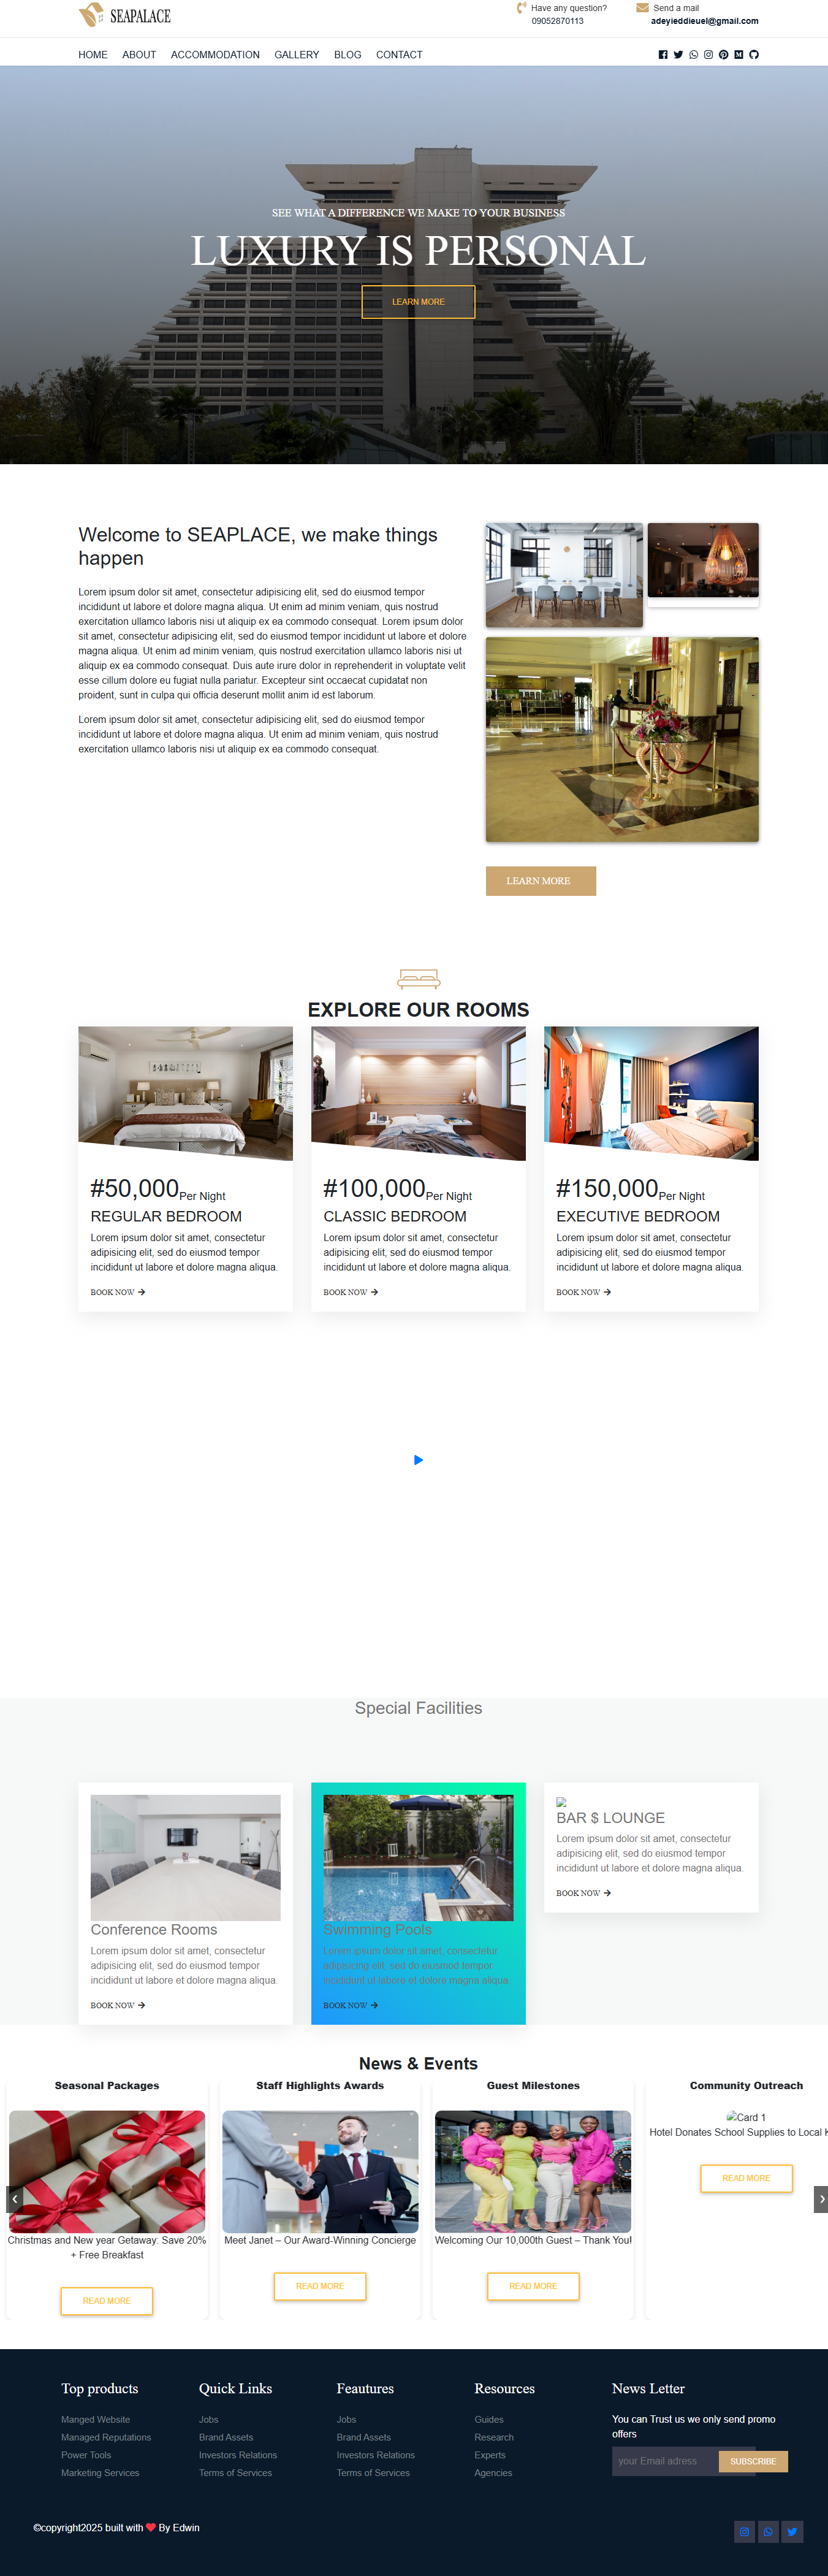 SEAPALACE
Have any question?
09052870113
Send a mail
adeyieddieuel@gmail.com
HOME ABOUT ACCOMMODATION GALLERY BLOG CONTACT
SEE WHAT A DIFFERENCE WE MAKE TO YOUR BUSINESS
LUXURY IS PERSONAL
LEARN MORE
Welcome to SEAPLACE, we make things
happen
Lorem ipsum dolor sit amet, consectetur adipisicing elit, sed do eiusmod tempor
incididunt ut labore et dolore magna aliqua. Ut enim ad minim veniam, quis nostrud
exercitation ullamco laboris nisi ut aliquip ex ea commodo consequat. Lorem ipsum dolor
sit amet, consectetur adipisicing elit, sed do eiusmod tempor incididunt ut labore et dolore
magna aliqua. Ut enim ad minim veniam, quis nostrud exercitation ullamco laboris nisi ut
aliquip ex ea commodo consequat. Duis aute irure dolor in reprehenderit in voluptate velit
esse cillum dolore eu fugiat nulla pariatur. Excepteur sint occaecat cupidatat non
proident, sunt in culpa qui officia deserunt mollit anim id est laborum.
Lorem ipsum dolor sit amet, consectetur adipisicing elit, sed do eiusmod tempor
incididunt ut labore et dolore magna aliqua. Ut enim ad minim veniam, quis nostrud
exercitation ullamco laboris nisi ut aliquip ex ea commodo consequat.
LEARN MORE
EXPLORE OUR ROOMS
#50,000Per Night
REGULAR BEDROOM
Lorem ipsum dolor sit amet, consectetur
adipisicing elit, sed do eiusmod tempor
incididunt ut labore et dolore magna aliqua.
BOOK NOW
#100,000Per Night
CLASSIC BEDROOM
Lorem ipsum dolor sit amet, consectetur
adipisicing elit, sed do eiusmod tempor
incididunt ut labore et dolore magna aliqua.
BOOK NOW
#150,000Per Night
EXECUTIVE BEDROOM
Lorem ipsum dolor sit amet, consectetur
adipisicing elit, sed do eiusmod tempor
incididunt ut labore et dolore magna aliqua.
BOOK NOW
Special Facilities
Conference Rooms
Lorem ipsum dolor sit amet, consectetur
adipisicing elit, sed do eiusmod tempor
incididunt ut labore et dolore magna aliqua.
BOOK NOW
Swimming Pools
Lorem ipsum dolor sit amet, consectetur
adipisicing elit, sed do eiusmod tempor
incididunt ut labore et dolore magna aliqua.
BOOK NOW
BAR $ LOUNGE
Lorem ipsum dolor sit amet, consectetur
adipisicing elit, sed do eiusmod tempor
incididunt ut labore et dolore magna aliqua.
BOOK NOW
News & Events
Seasonal Packages
Christmas and New year Getaway: Save 20%
+ Free Breakfast
READ MORE
Staff Highlights Awards
Meet Janet – Our Award-Winning Concierge
READ MORE
Guest Milestones
Welcoming Our 10,000th Guest – Thank You!
READ MORE
Community Outreach
Card 1
Hotel Donates School Supplies to Local
READ MORE
Top products
Manged Website
Managed Reputations
Power Tools
Marketing Services
Quick Links
Jobs
Brand Assets
Investors Relations
Terms of Services
Feautures
Jobs
Brand Assets
Investors Relations
Terms of Services
Resources
Guides
Research
Experts
Agencies
News Letter
You can Trust us we only send promo
offers
your Email adress
SUBSCRIBE
©copyright2025 built with By Edwin